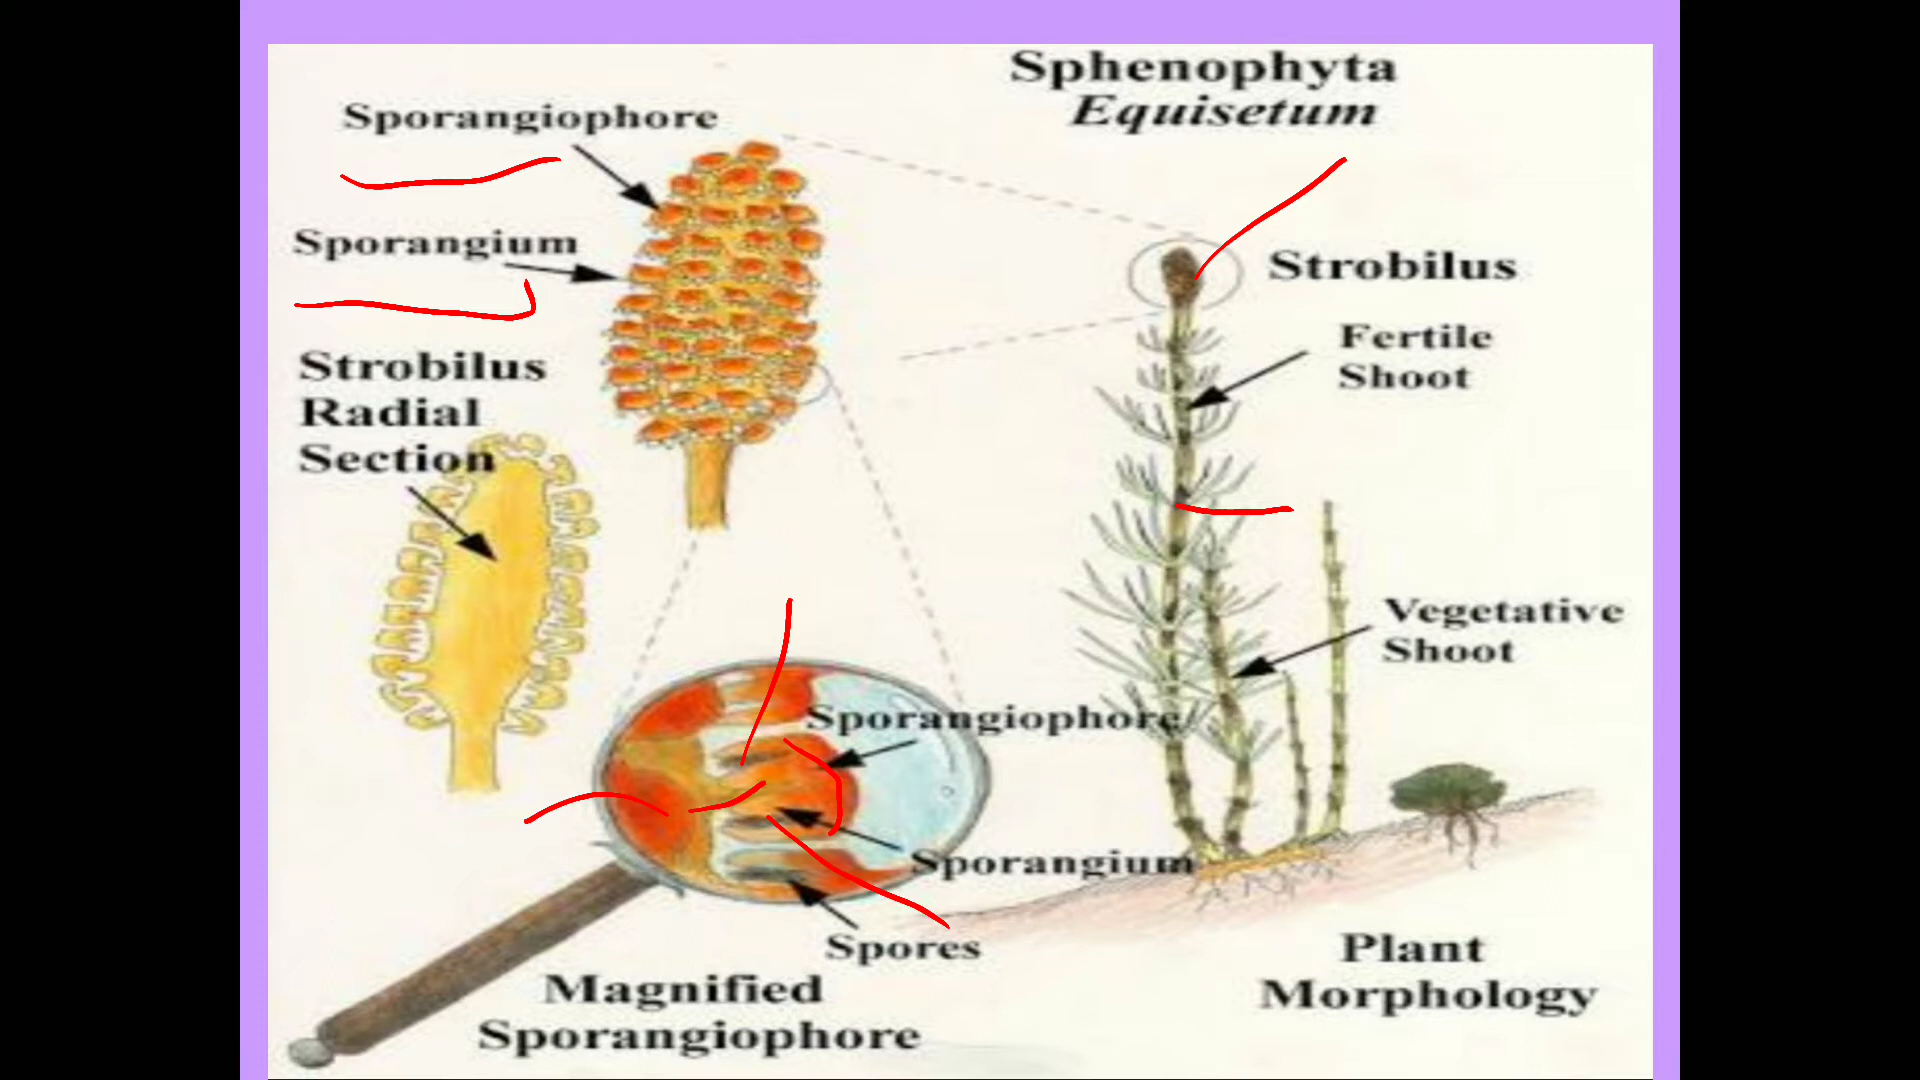 Sphenophyta
Equisetum
Sporangiophore
Sporangium
Strobilus
Radial
Section
Strobilus
Fertile
Shoot
Vegetative
Shoot
Sporangiophore
Sporangium
Spores
Magnified
Sporangiophore
Plant
Morphology